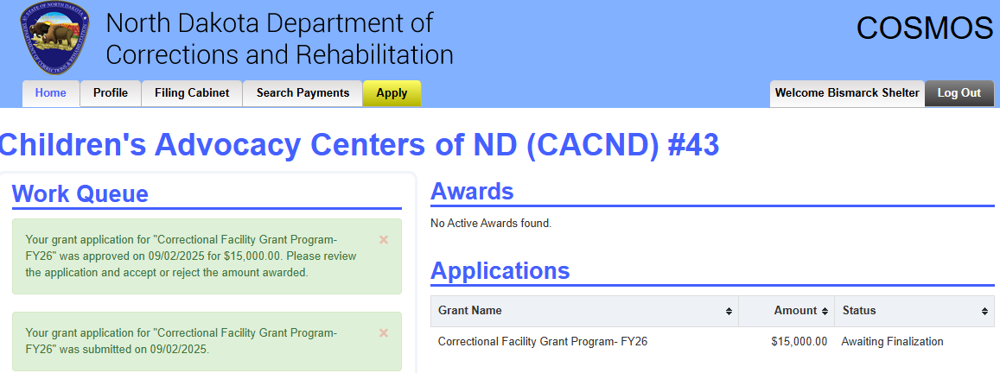 North Dakota Department of
Corrections and Rehabilitation
COSMOS
Home Profile Filing Cabinet Search Payments Apply
Welcome Bismarck Shelter Log Out
Children's Advocacy Centers of ND (CACND) #43
Work Queue
Your grant application for "Correctional Facility Grant Program-
FY26" was approved on 09/02/2025 for $15,000.00. Please review
the application and accept or reject the amount awarded.
×
Your grant application for "Correctional Facility Grant Program-
FY26" was submitted on 09/02/2025.
×
Awards
No Active Awards found.
Applications
Grant Name Amount Status
Correctional Facility Grant Program- FY26 $15,000.00 Awaiting Finalization